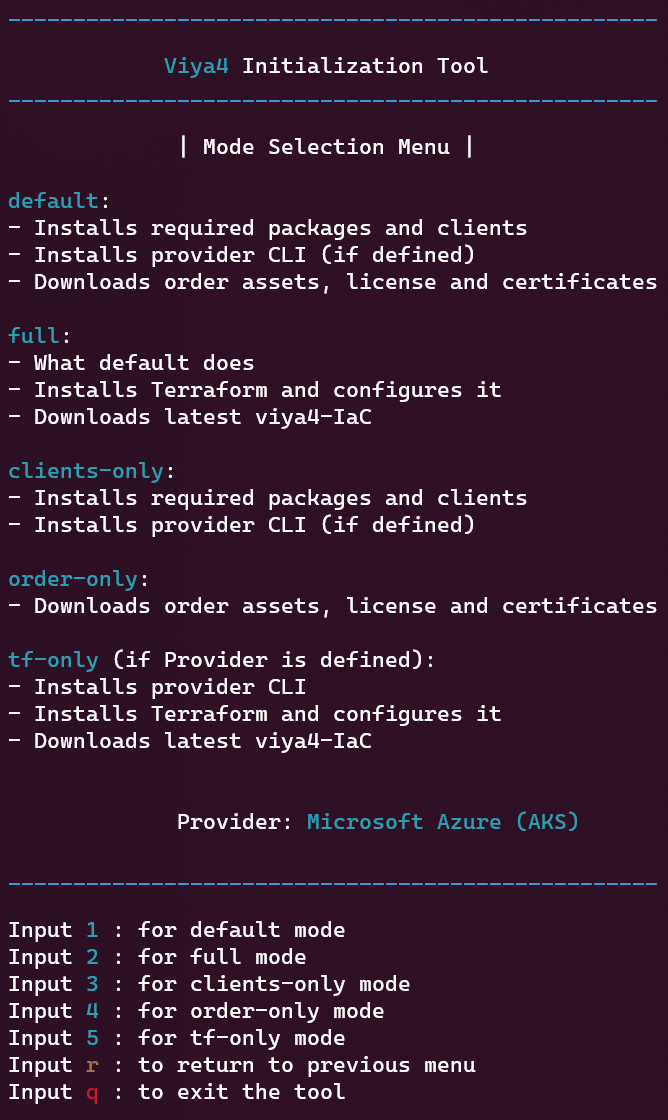 Viya4 Initialization Tool
| Mode Selection Menu |
default:
- Installs required packages and clients
- Installs provider CLI (if defined)
- Downloads order assets, license and certificates
full:
- What default does
- Installs Terraform and configures it
- Downloads latest viya4-IaC
clients-only:
- Installs required packages and clients
- Installs provider CLI (if defined)
order-only:
- Downloads order assets, license and certificates
tf-only (if Provider is defined):
- Installs provider CLI
- Installs Terraform and configures it
- Downloads latest viya4-IaC
Provider: Microsoft Azure (AKS)
Input 1 : for default mode
Input 2 : for full mode
Input 3 : for clients-only mode
Input 4 : for order-only mode
Input 5 : for tf-only mode
Input r : to return to previous menu
Input q : to exit the tool